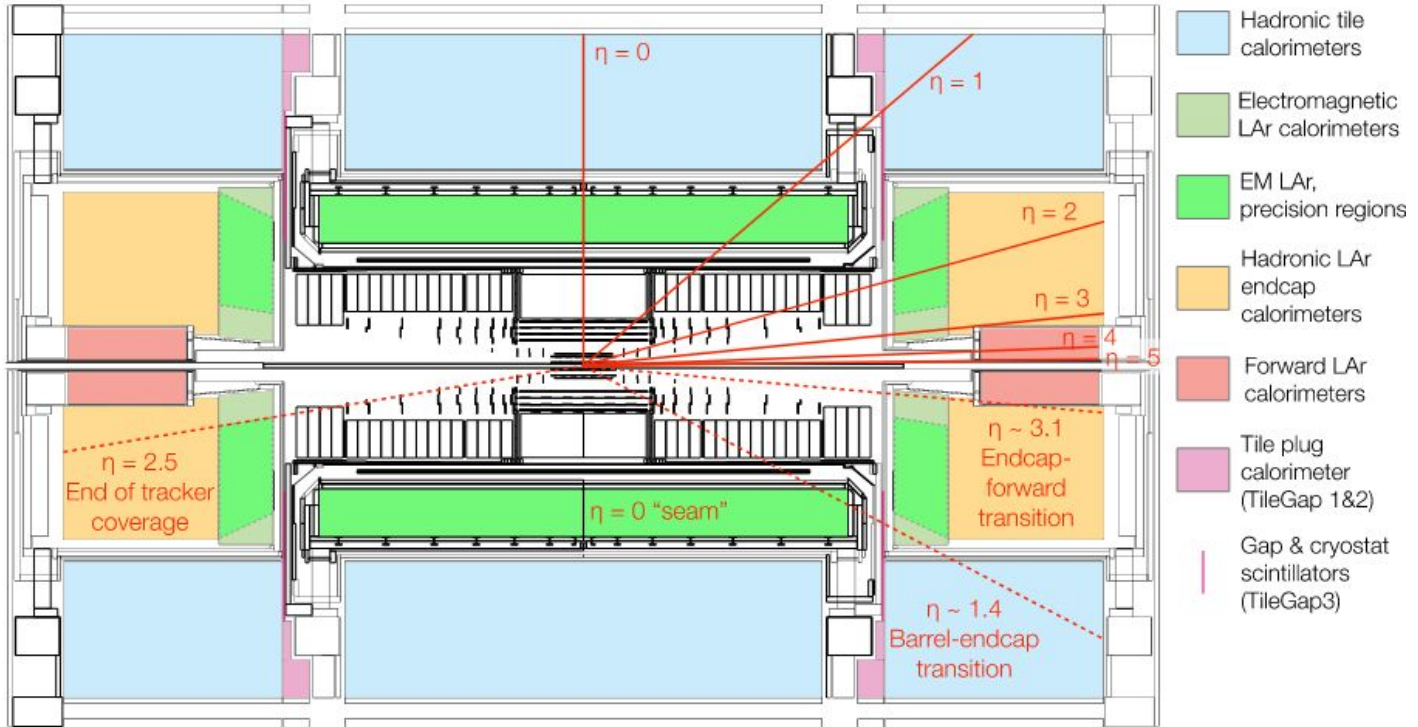 η = 0
η = 1
η = 2
η = 3
η = 4
η = 5
η = 2.5
End of tracker
coverage
η = 0 “seam”
η ~ 3.1
Endcap-
forward
transition
η ~ 1.4
Barrel-endcap
transition
Hadronic tile
calorimeters
Electromagnetic
LAr calorimeters
EM LAr,
precision regions
Hadronic LAr
endcap
calorimeters
Forward LAr
calorimeters
Tile plug
calorimeter
(TileGap 1&2)
Gap & cryostat
scintillators
(TileGap3)